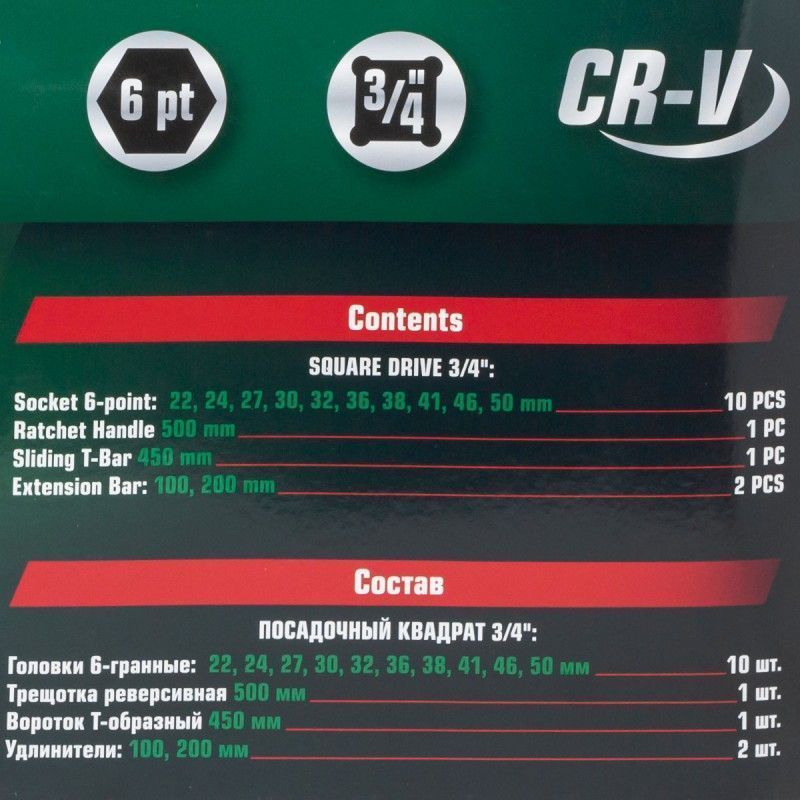 6 pt
3/4"
CR-V
Contents
SQUARE DRIVE 3/4":
Socket 6-point: 22, 24, 27, 30, 32, 36, 38, 41, 46, 50 mm 10 PCS
Ratchet Handle 500 mm 1 PC
Sliding T-Bar 450 mm 1 PC
Extension Bar: 100, 200 mm 2 PCS
Состав
ПОСАДОЧНЫЙ КВАДРАТ 3/4":
Головки 6-гранные: 22, 24, 27, 30, 32, 36, 38, 41, 46, 50 мм 10 шт.
Трещотка реверсивная 500 мм 1 шт.
Вороток Т-образный 450 мм 1 шт.
Удлинители: 100, 200 мм 2 шт.